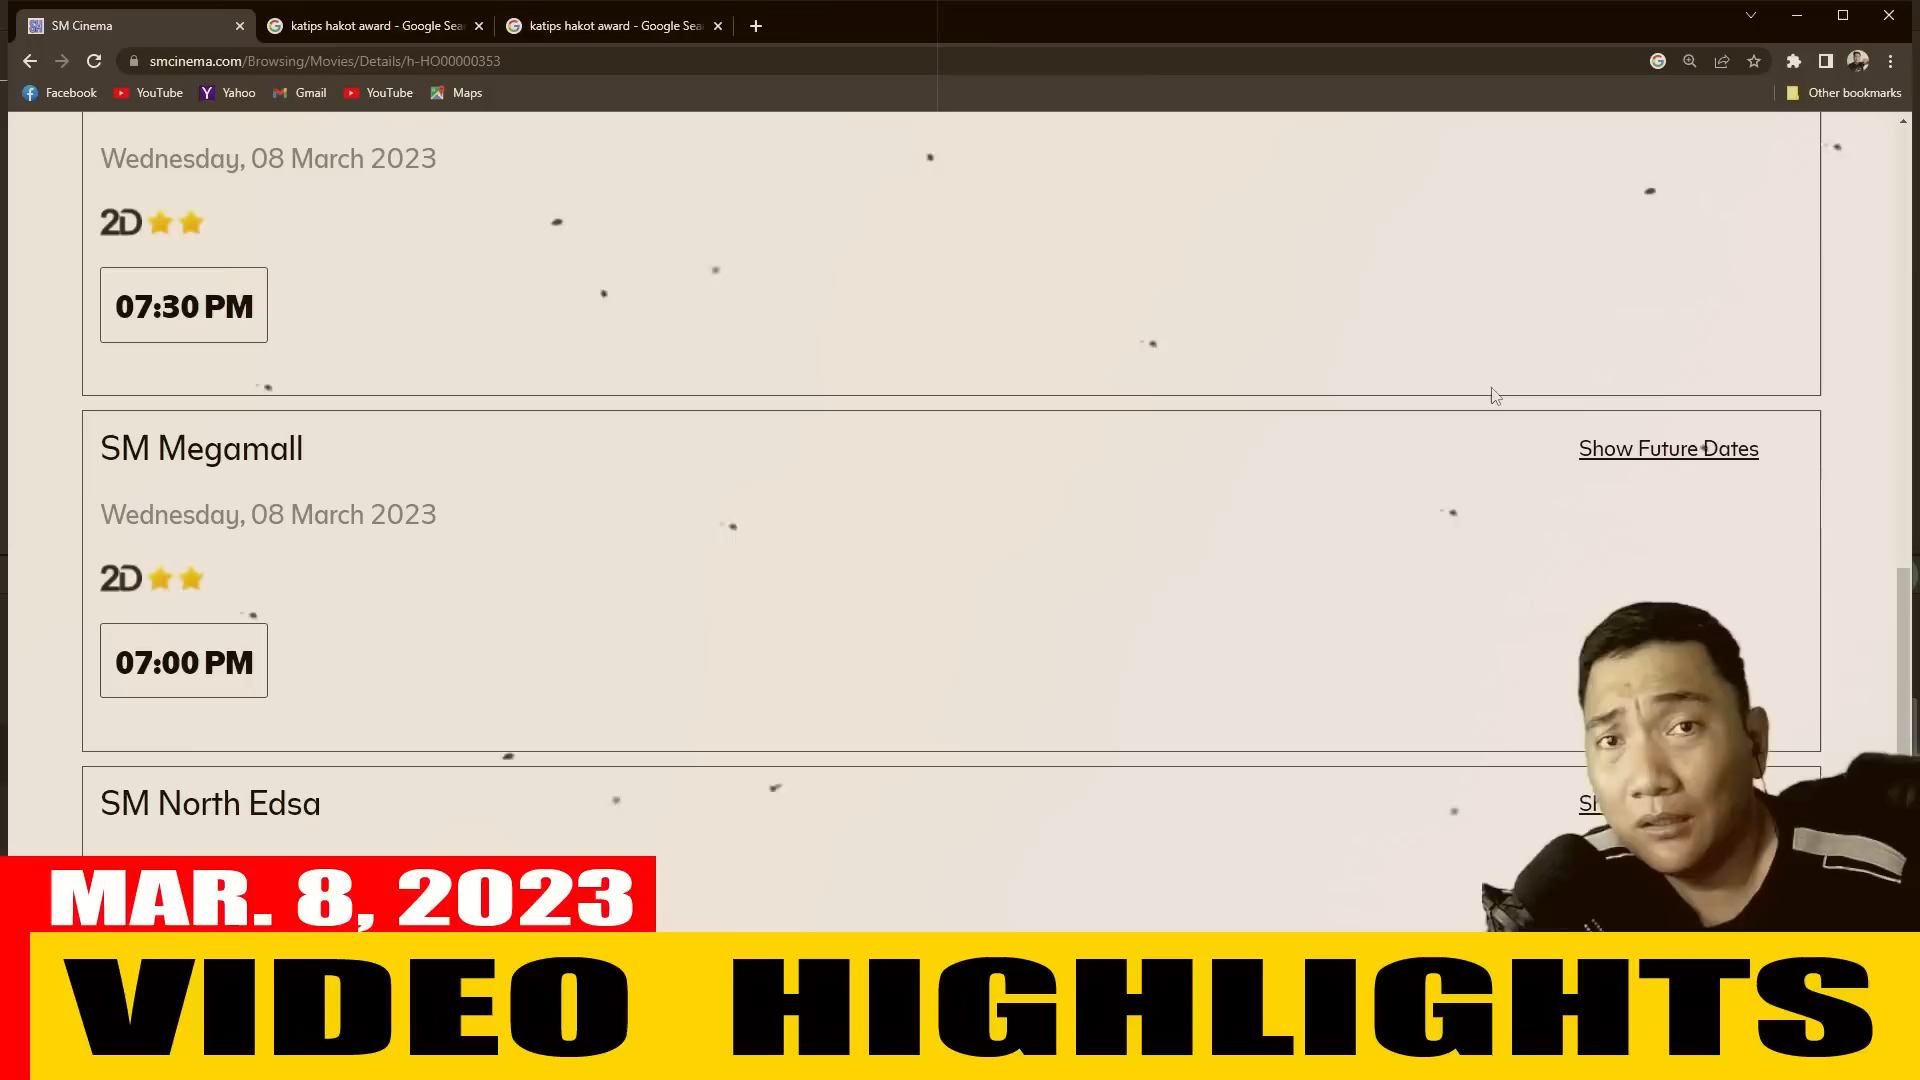 SM Cinema
katips hakot award - Google Sea
katips hakot award - Google Sea
smcinema.com/Browsing/Movies/Details/h-HO00000353
Facebook
YouTube
Yahoo
Gmail
YouTube
Maps
Other bookmarks
Wednesday, 08 March 2023
2D
07:30 PM
SM Megamall
Show Future Dates
Wednesday, 08 March 2023
2D
07:00 PM
SM North Edsa
MAR. 8, 2023
VIDEO HIGHLIGHTS